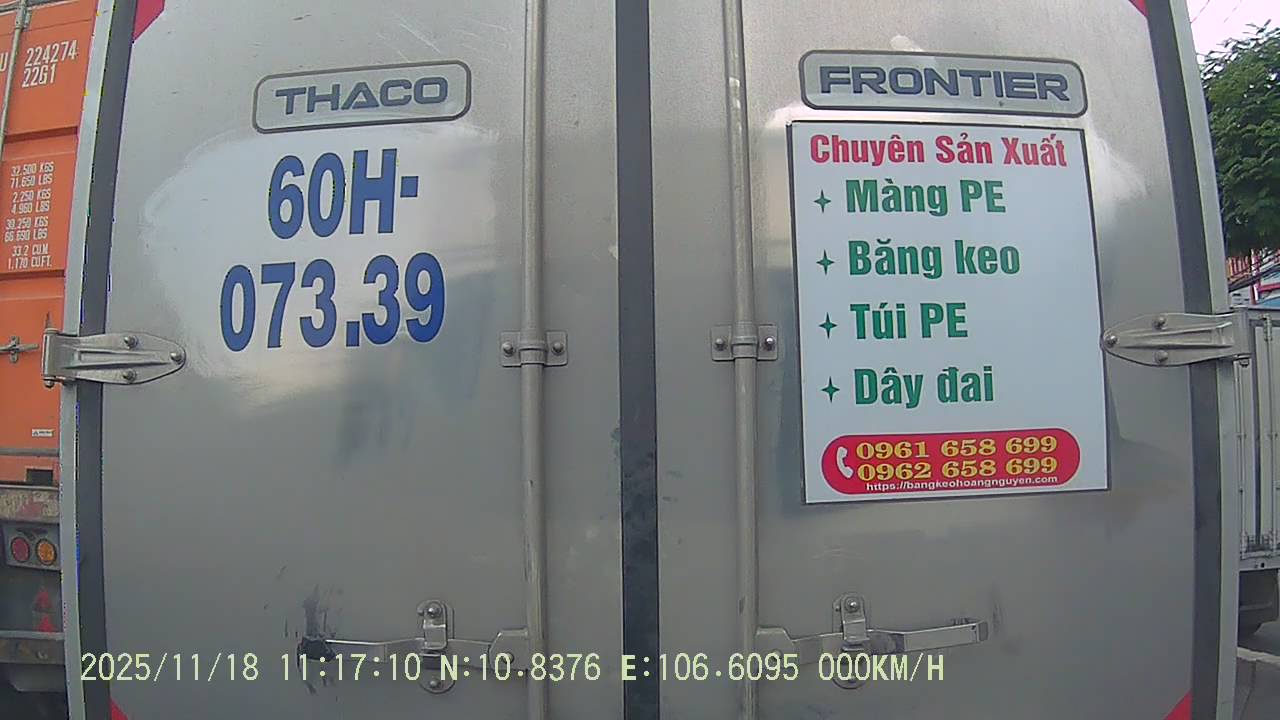 U 224274
22G1
32.500 KGS
71.650 LBS
2.250 KGS
4.960 LBS
30.250 KGS
66.690 LBS
33.2 CU.M.
1.170 CU.FT.
THACO
60H-
073.39
FRONTIER
Chuyên Sản Xuất
Màng PE
Băng keo
Túi PE
Dây đai
0961 658 699
0962 658 699
https://bangkeohoangnguyen.com
2025/11/18 11:17:10 N:10.8376 E:106.6095 000KM/H